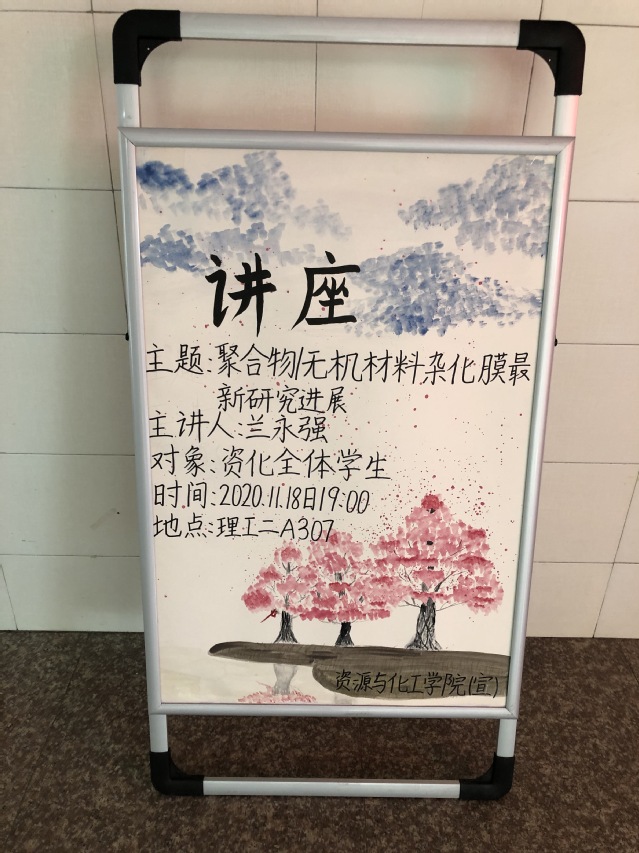 讲座
主题:聚合物/无机材料杂化膜最
新研究进展
主讲人:兰永强
对象:资化全体学生
时间:2020.11.18日19:00
地点:理工二A307
资源与化工学院(宣)